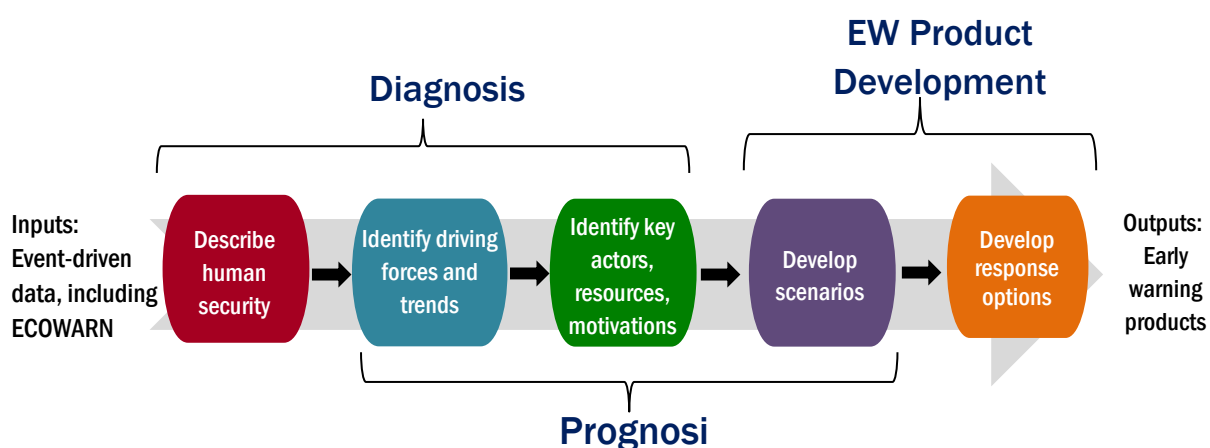 EW Product
Development
Diagnosis
Inputs:
Event-driven
data, including
ECOWARN
Describe
human
security
Identify driving
forces and
trends
Identify key
actors,
resources,
motivations
Develop
scenarios
Develop
response
options
Outputs:
Early
warning
products
Prognosi